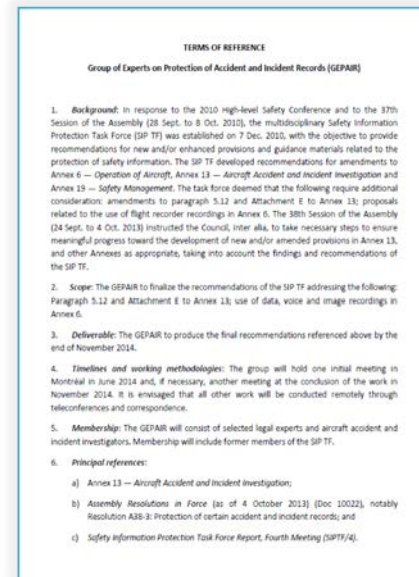 TERMS OF REFERENCE
Group of Experts on Protection of Accident and Incident Records (GEPAIR)
1. Background: In response to the 2010 High-level Safety Conference and to the 37th
Session of the Assembly (28 Sept. to 8 Oct. 2010), the multidisciplinary Safety Information
Protection Task Force (SIP TF) was established on 7 Dec. 2010, with the objective to provide
recommendations for new and/or enhanced provisions and guidance materials related to the
protection of safety information. The SIP TF developed recommendations for amendments to
Annex 6 — Operation of Aircraft, Annex 13 — Aircraft Accident and Incident Investigation and
Annex 19 — Safety Management. The task force deemed that the following require additional
consideration: amendments to paragraph 5.12 and Attachment E to Annex 13; proposals
related to the use of flight recorder recordings in Annex 6. The 38th Session of the Assembly
(24 Sept. to 4 Oct. 2013) instructed the Council, inter alia, to take necessary steps to ensure
meaningful progress toward the development of new and/or amended provisions in Annex 13,
and other Annexes as appropriate, taking into account the findings and recommendations of
the SIP TF.
2. Scope: The GEPAIR to finalize the recommendations of the SIP TF addressing the following:
Paragraph 5.12 and Attachment E to Annex 13; use of data, voice and image recordings in
Annex 6.
3. Deliverable: The GEPAIR to produce the final recommendations referenced above by the
end of November 2014.
4. Timelines and working methodologies: The group will hold one initial meeting in
Montréal in June 2014 and, if necessary, another meeting at the conclusion of the work in
November 2014. It is envisaged that all other work will be conducted remotely through
teleconferences and correspondence.
5. Membership: The GEPAIR will consist of selected legal experts and aircraft accident and
incident investigators. Membership will include former members of the SIP TF.
6. Principal references:
a) Annex 13 — Aircraft Accident and Incident Investigation;
b) Assembly Resolutions in Force (as of 4 October 2013) (Doc 10022), notably
Resolution A38-3: Protection of certain accident and incident records; and
c) Safety Information Protection Task Force Report, Fourth Meeting (SIPTF/4).